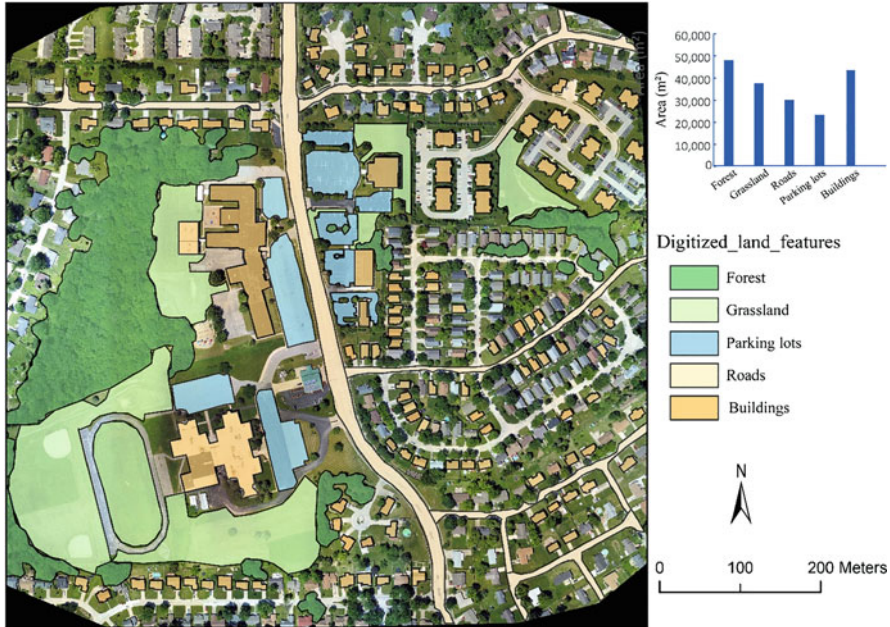 60,000
50,000
40,000
30,000
20,000
10,000
0
Area (m²)
Forest
Grassland
Roads
Parking lots
Buildings
Digitized_land_features
Forest
Grassland
Parking lots
Roads
Buildings
N
0 100 200 Meters